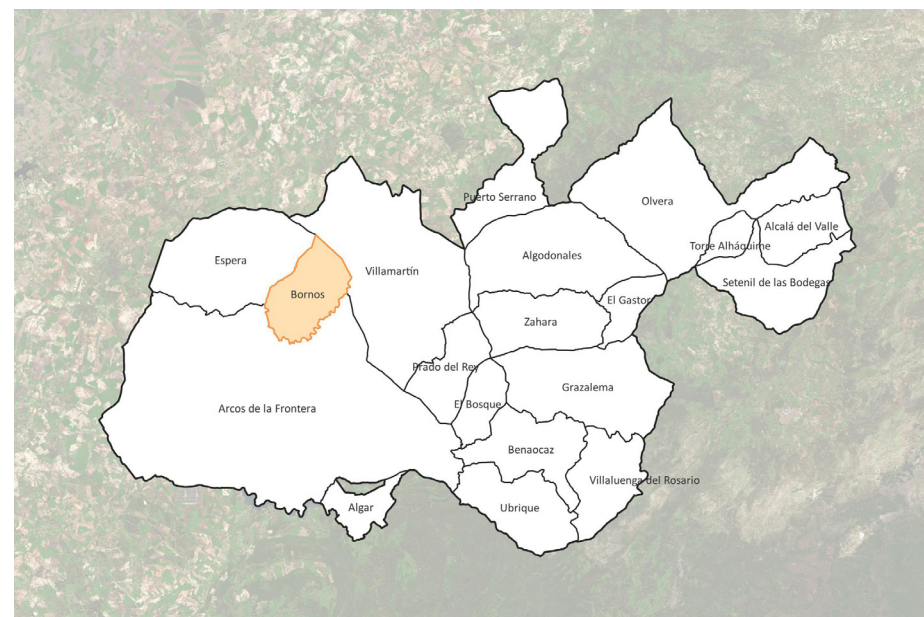 Puerto Serrano
Olvera
Alcalá del Valle
Torre Alháquime
Algodonales
Espera
Villamartín
Setenil de las Bodegas
Bornos
El Gastor
Zahara
Prado del Rey
Grazalema
El Bosque
Arcos de la Frontera
Benaocaz
Villaluenga del Rosario
Algar
Ubrique